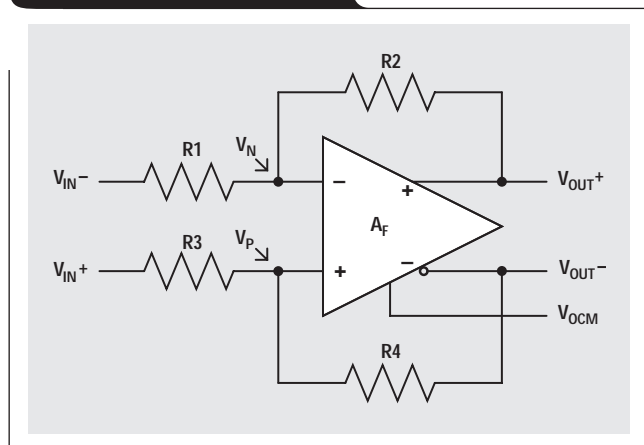 R2
R1
VN
VIN−
−
+
VOUT+
AF
R3
VP
VIN+
+
−
VOUT−
VOCM
R4